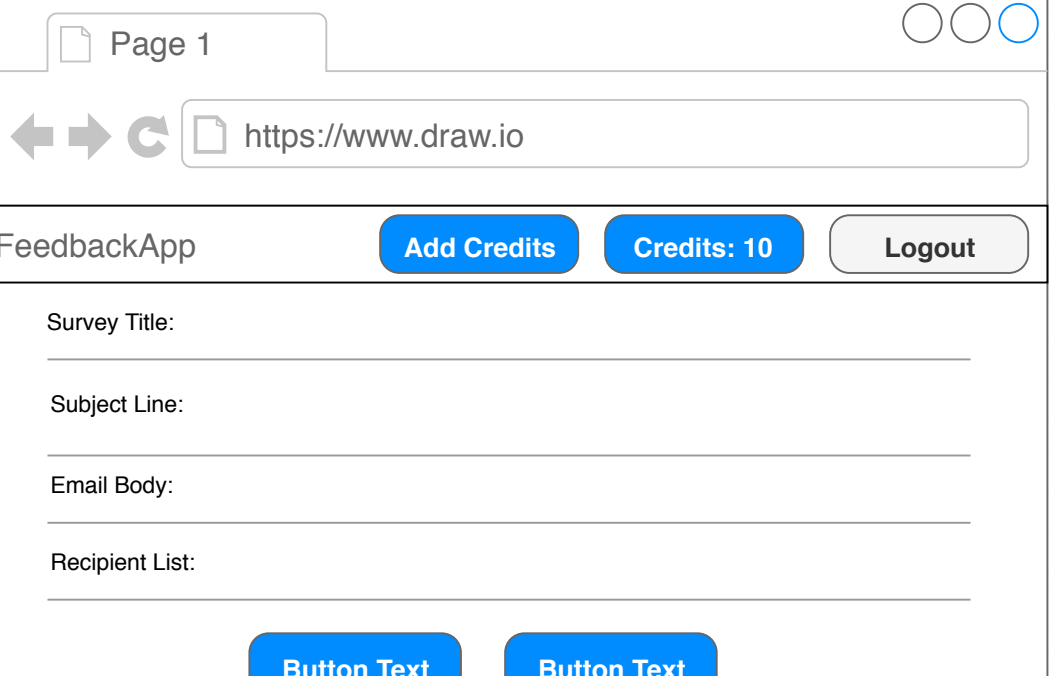 Page 1
https://www.draw.io
FeedbackApp Add Credits Credits: 10 Logout
Survey Title:
Subject Line:
Email Body:
Recipient List:
Button Text Button Text